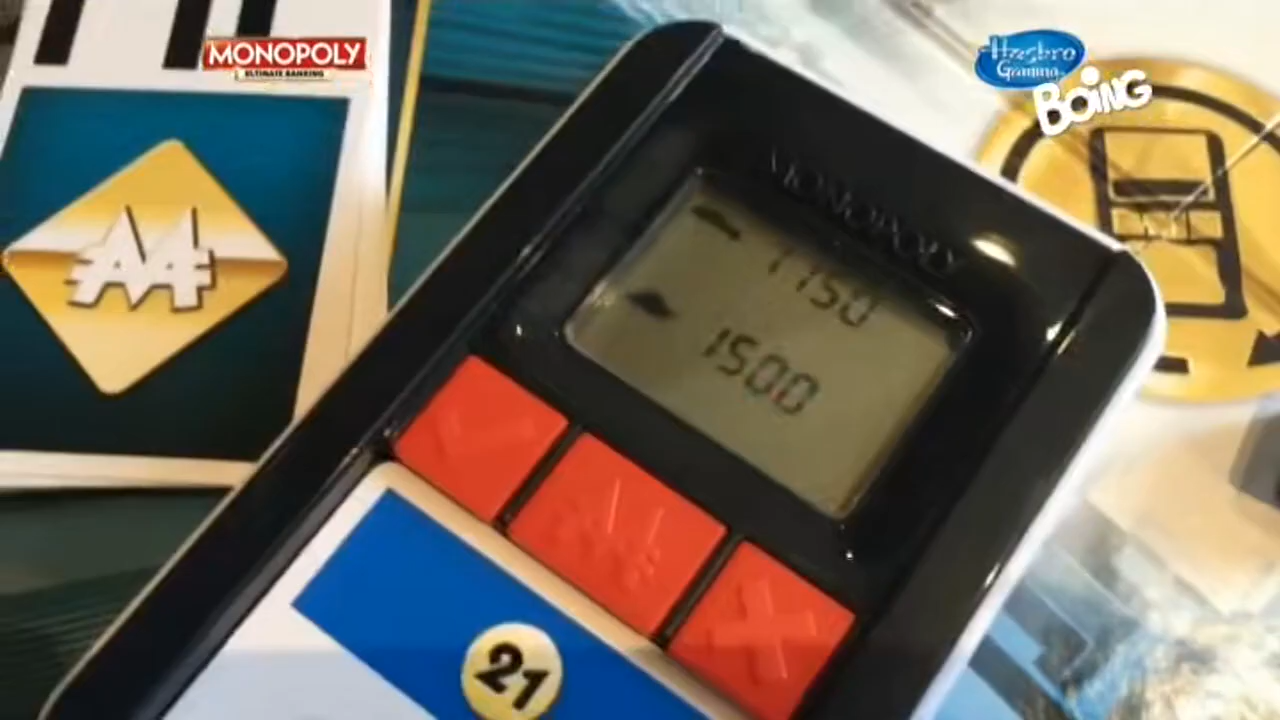 MONOPOLY
ULTIMATE BANKING
Hasbro
Gaming
BOING
MONOPOLY
1150
1500
21